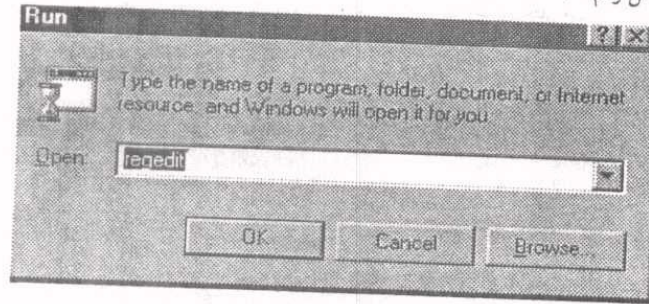 Run
Type the name of a program, folder, document, or Internet
resource, and Windows will open it for you.
Open: regedit
OK Cancel Browse...